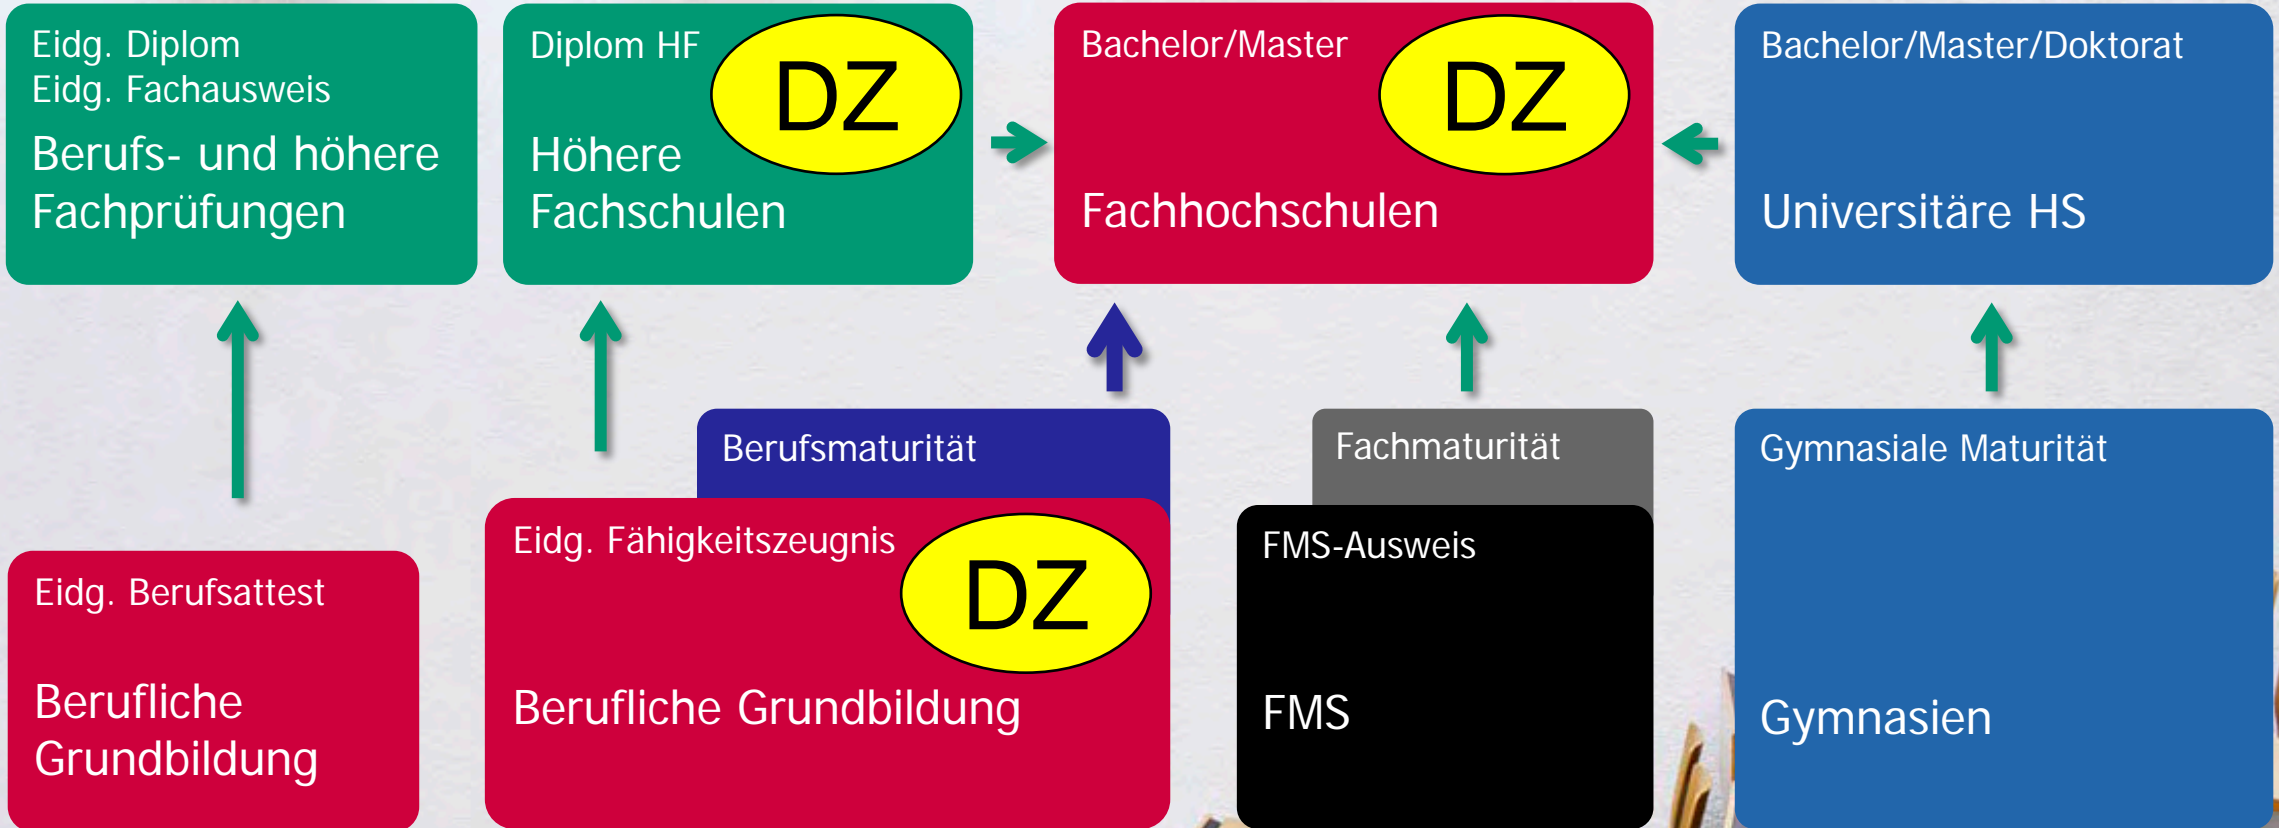 Eidg. Diplom
Eidg. Fachausweis
Berufs- und höhere
Fachprüfungen
Diplom HF
DZ
Höhere
Fachschulen
Bachelor/Master
DZ
Fachhochschulen
Bachelor/Master/Doktorat
Universitäre HS
Eidg. Berufsattest
Berufliche
Grundbildung
Berufsmaturität
Eidg. Fähigkeitszeugnis
DZ
Berufliche Grundbildung
Fachmaturität
FMS-Ausweis
FMS
Gymnasiale Maturität
Gymnasien